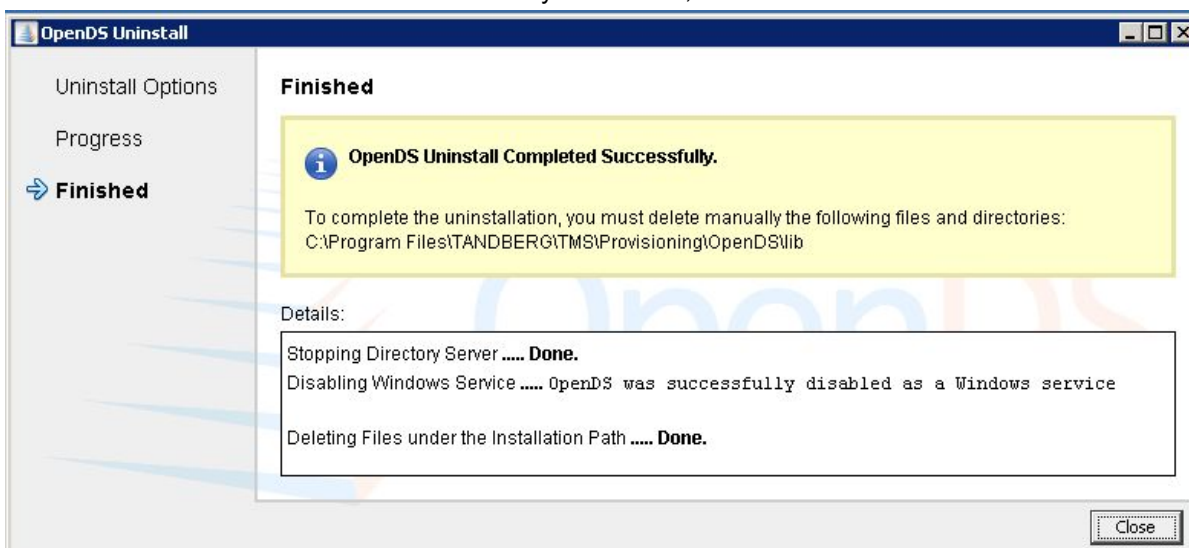 OpenDS Uninstall
Uninstall Options
Progress
Finished
Finished
OpenDS Uninstall Completed Successfully.
To complete the uninstallation, you must delete manually the following files and directories:
C:\Program Files\TANDBERG\TMS\Provisioning\OpenDS\lib
Details:
Stopping Directory Server ..... Done.
Disabling Windows Service ..... OpenDS was successfully disabled as a Windows service
Deleting Files under the Installation Path ..... Done.
OpenDS
Close